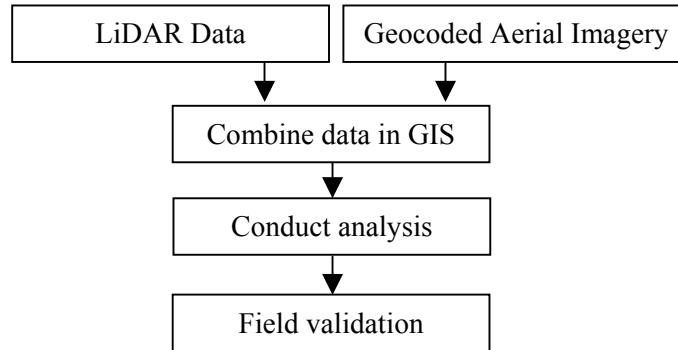 LiDAR Data
Geocoded Aerial Imagery
Combine data in GIS
Conduct analysis
Field validation